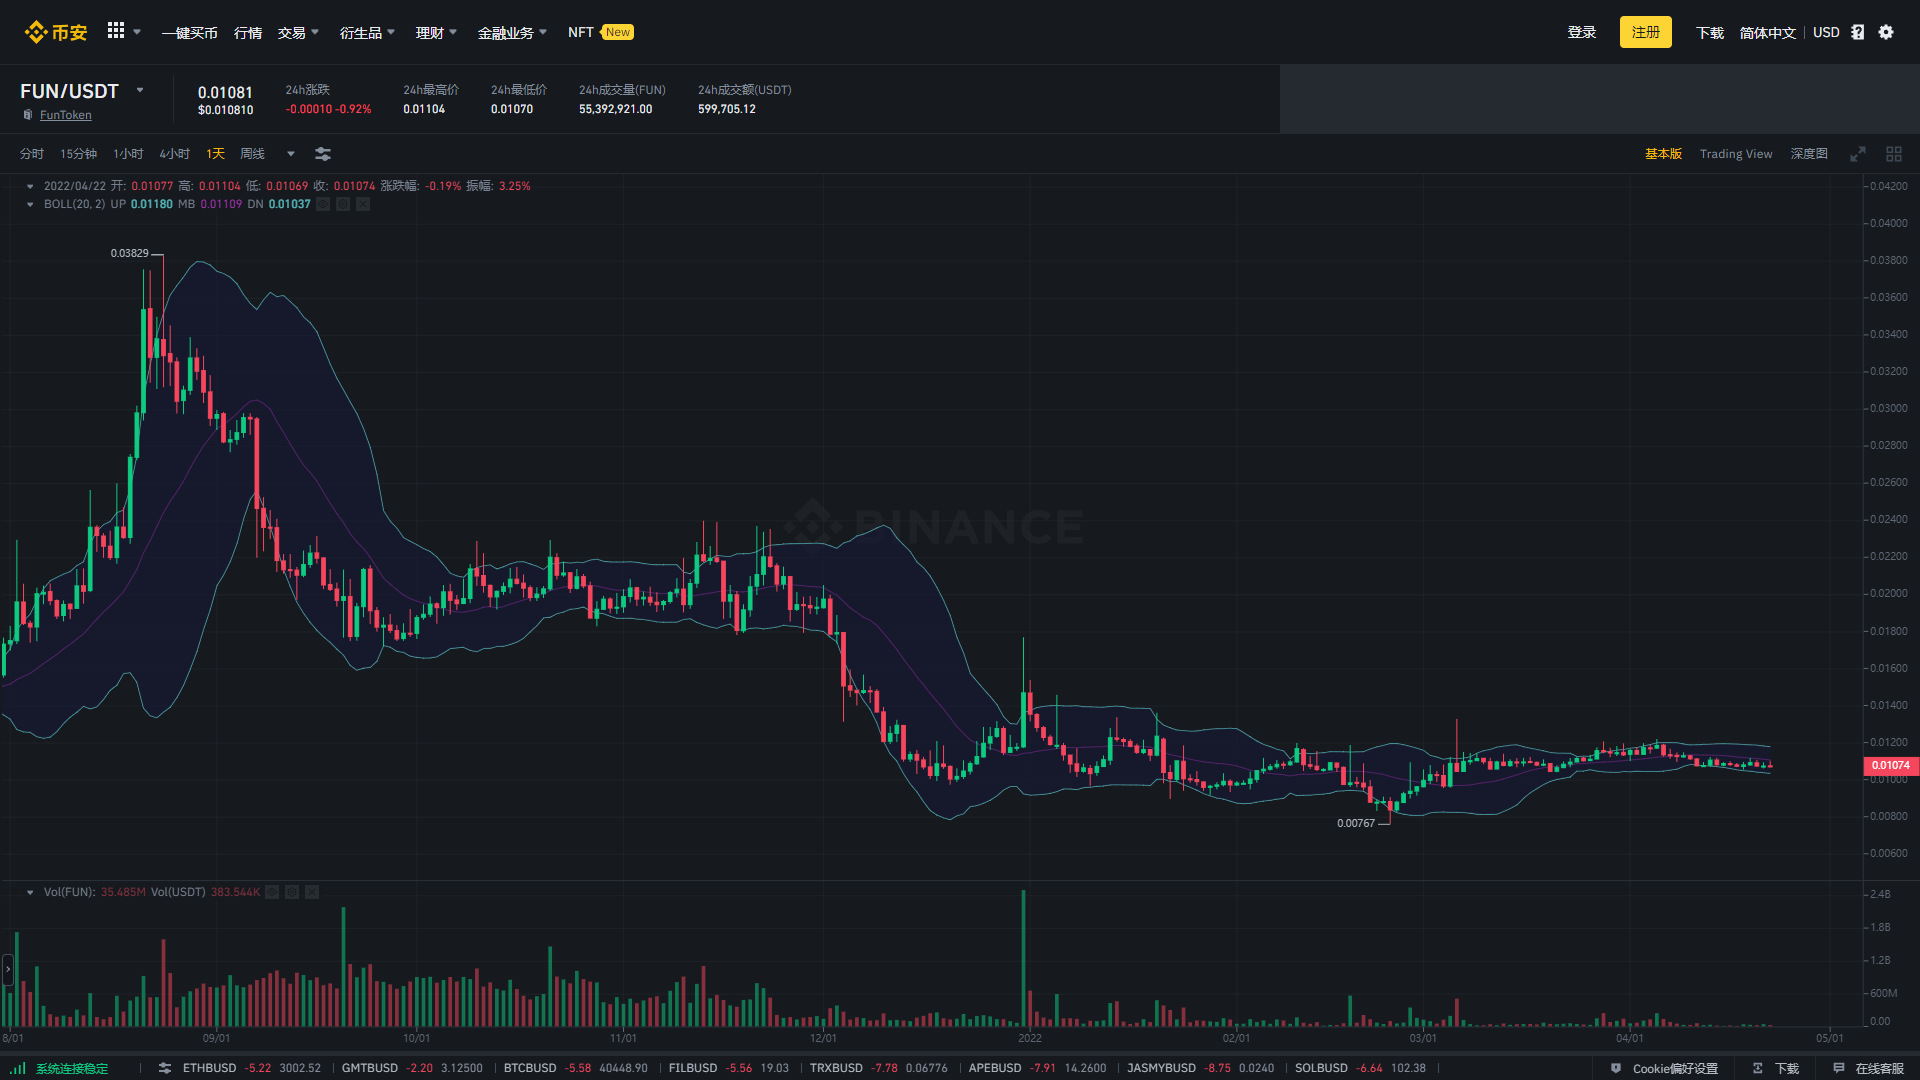 币安 一键买币 行情 交易 衍生品 理财 金融业务 NFT New 登录 注册 下载 简体中文 USD
FUN/USDT
FunToken
0.01081
$0.010810
24h涨跌
-0.00010 -0.92%
24h最高价
0.01104
24h最低价
0.01070
24h成交量(FUN)
55,392,921.00
24h成交额(USDT)
599,705.12
分时 15分钟 1小时 4小时 1天 周线 基本版 Trading View 深度图
2022/04/22 开: 0.01077 高: 0.01104 低: 0.01069 收: 0.01074 涨跌幅: -0.19% 振幅: 3.25%
BOLL(20, 2) UP 0.01180 MB 0.01109 DN 0.01037
0.03829
0.00767
BINANCE
0.04200
0.04000
0.03800
0.03600
0.03400
0.03200
0.03000
0.02800
0.02600
0.02400
0.02200
0.02000
0.01800
0.01600
0.01400
0.01200
0.01074
0.01000
0.00800
0.00600
Vol(FUN): 35.485M Vol(USDT) 383.544K
2.4B
1.8B
1.2B
600M
0.00
8/01 09/01 10/01 11/01 12/01 2022 02/01 03/01 04/01 05/01
系统连接稳定 ETHBUSD -5.22 3002.52 GMTBUSD -2.20 3.12500 BTCBUSD -5.58 40448.90 FILBUSD -5.56 19.03 TRXBUSD -7.78 0.06776 APEBUSD -7.91 14.2600 JASMYBUSD -8.75 0.0240 SOLBUSD -6.64 102.38 Cookie偏好设置 下载 在线客服